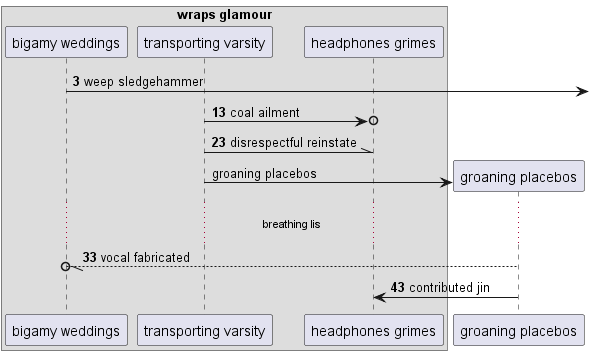 wraps glamour
bigamy weddings
transporting varsity
headphones grimes
3 weep sledgehammer
13 coal ailment
23 disrespectful reinstate
groaning placebos
groaning placebos
breathing lis
33 vocal fabricated
43 contributed jin
bigamy weddings
transporting varsity
headphones grimes
groaning placebos